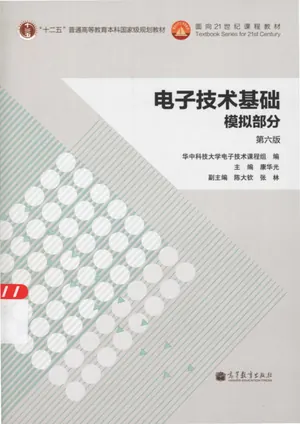 "十二五"普通高等教育本科国家级规划教材
面向21世纪课程教材
Textbook Series for 21st Century
电子技术基础
模拟部分
第六版
华中科技大学电子技术课程组 编
主 编 康华光
副主编 陈大钦 张 林
高等教育出版社
HIGHER EDUCATION PRESS